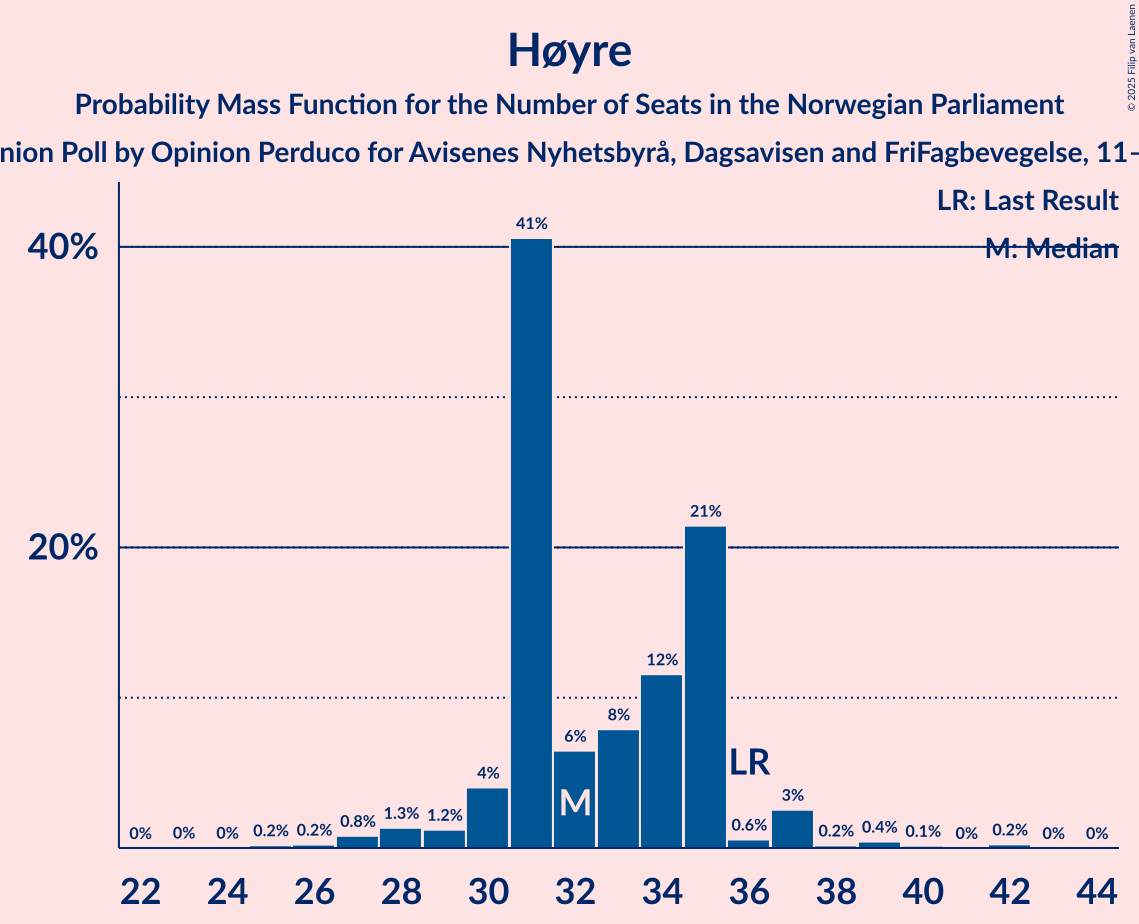 Høyre
Probability Mass Function for the Number of Seats in the Norwegian Parliament
nion Poll by Opinion Perduco for Avisenes Nyhetsbyrå, Dagsavisen and FriFagbevegelse, 11–
© 2025 Filip van Laenen
LR: Last Result
M: Median
40%
20%
0% 0% 0% 0.2% 0.2% 0.8% 1.3% 1.2% 4% 41% 6% 8% 12% 21% 0.6% 3% 0.2% 0.4% 0.1% 0% 0.2% 0% 0%
M
LR
22 24 26 28 30 32 34 36 38 40 42 44